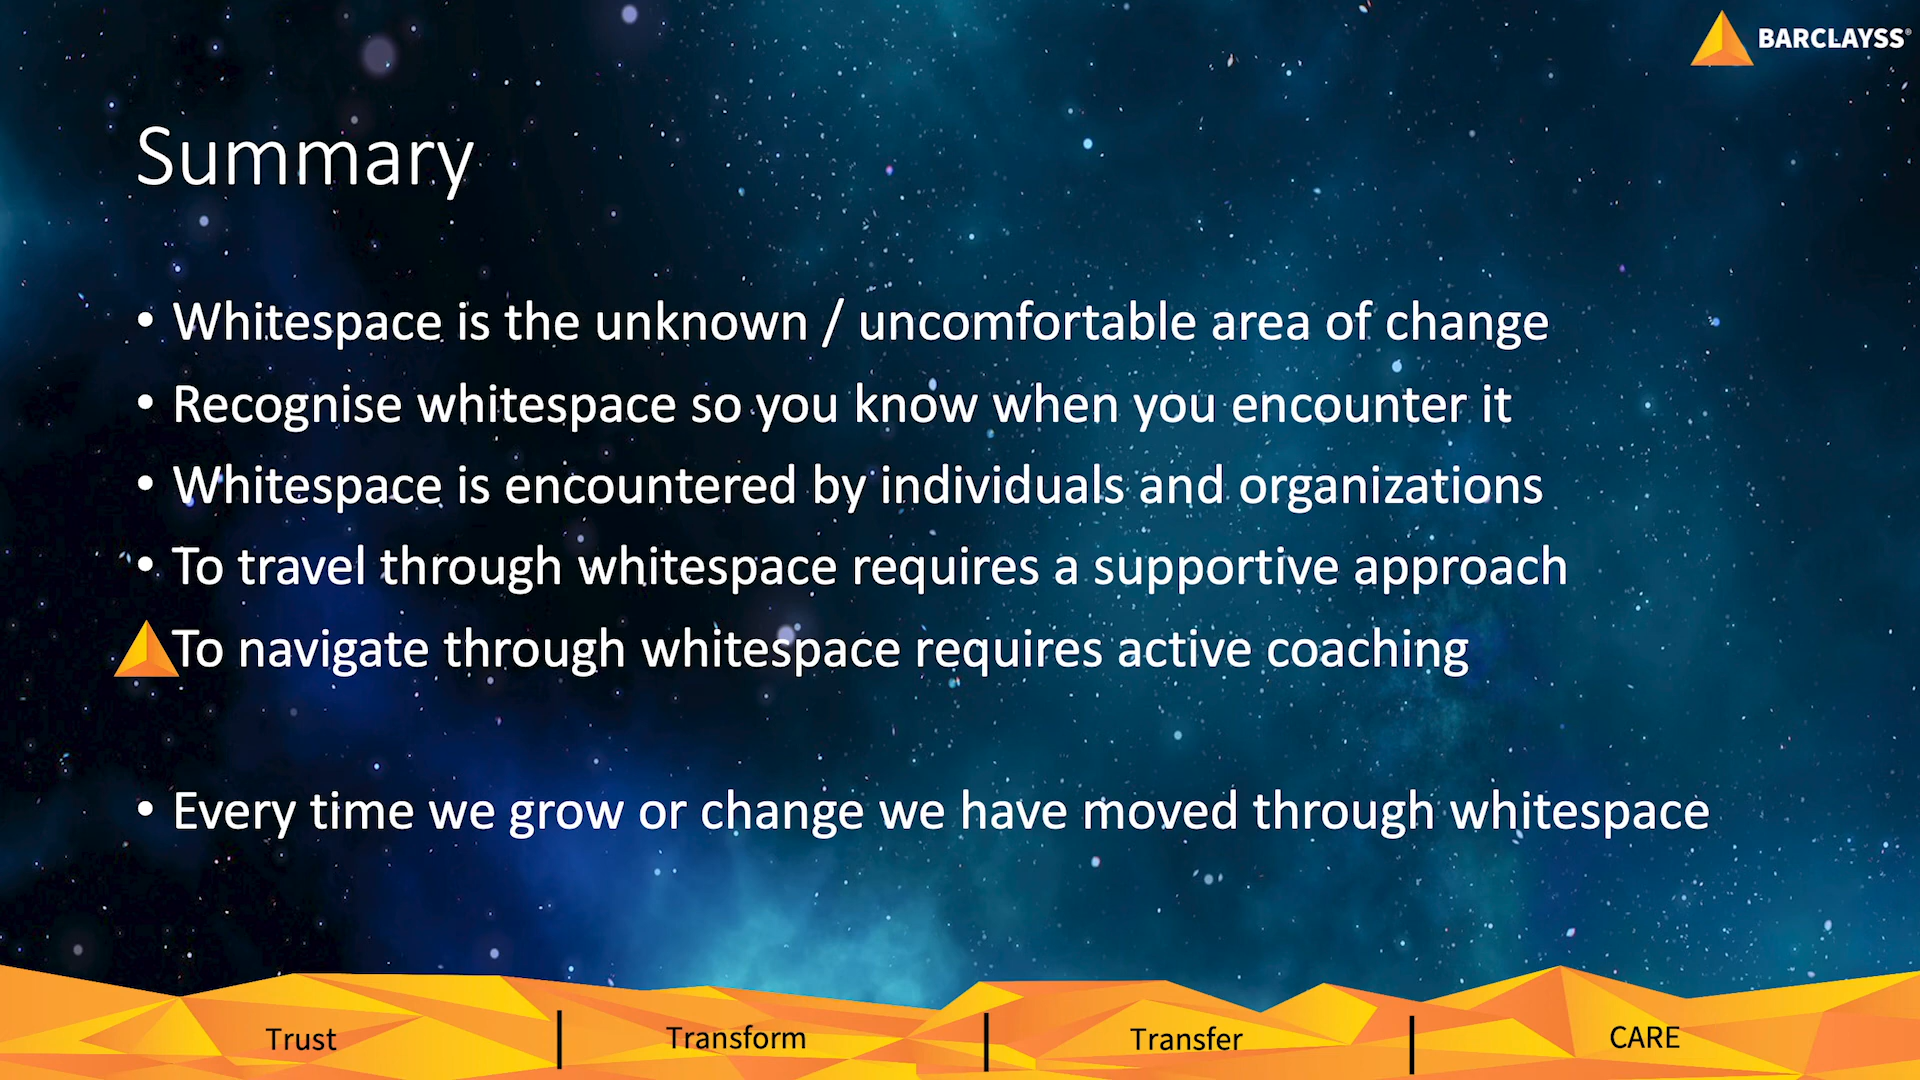 BARCLAYSS®
Summary
• Whitespace is the unknown / uncomfortable area of change
• Recognise whitespace so you know when you encounter it
• Whitespace is encountered by individuals and organizations
• To travel through whitespace requires a supportive approach
To navigate through whitespace requires active coaching
• Every time we grow or change we have moved through whitespace
Trust | Transform | Transfer | CARE